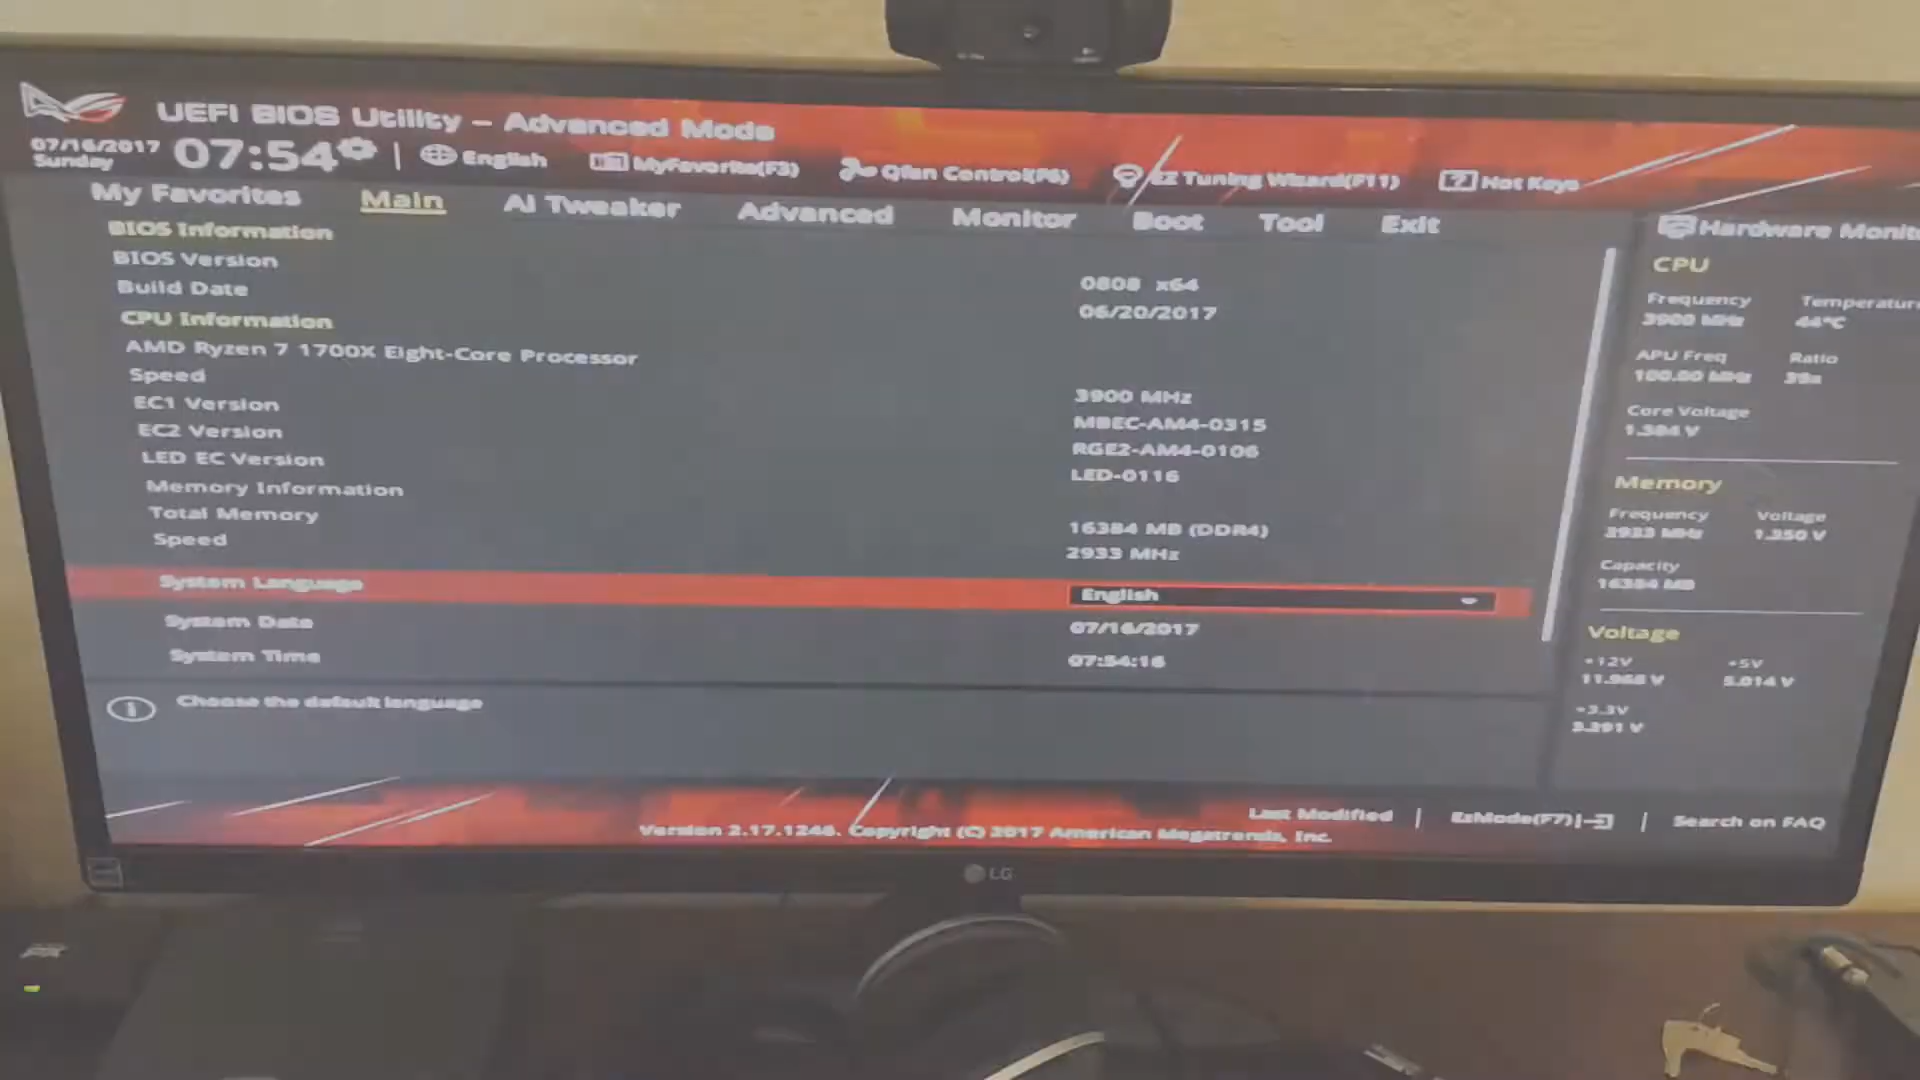 UEFI BIOS Utility – Advanced Mode
07/16/2017
Sunday
07:54
English
MyFavorite(F3)
Qfan Control(F6)
EZ Tuning Wizard(F11)
Hot Keys
My Favorites
Main
Ai Tweaker
Advanced
Monitor
Boot
Tool
Exit
BIOS Information
BIOS Version
0808 x64
Build Date
06/20/2017
CPU Information
AMD Ryzen 7 1700X Eight-Core Processor
Speed
3900 MHz
EC1 Version
MBEC-AM4-0315
EC2 Version
RGE2-AM4-0106
LED EC Version
LED-0116
Memory Information
Total Memory
16384 MB (DDR4)
Speed
2933 MHz
System Language
English
System Date
07/16/2017
System Time
07:54:16
Choose the default language
Hardware
CPU
Frequency
3900 MHz
Temperature
44°C
APU Freq
100.00 MHz
Ratio
39x
Core Voltage
Memory
Frequency
2933 MHz
Voltage
1.350 V
Capacity
16384 MB
Voltage
+12V
11.968 V
+5V
5.014 V
+3.3V
Last Modified
EzMode(F7)
Search on FAQ
Version 2.17.1246. Copyright (C) 2017 American Megatrends, Inc.
LG